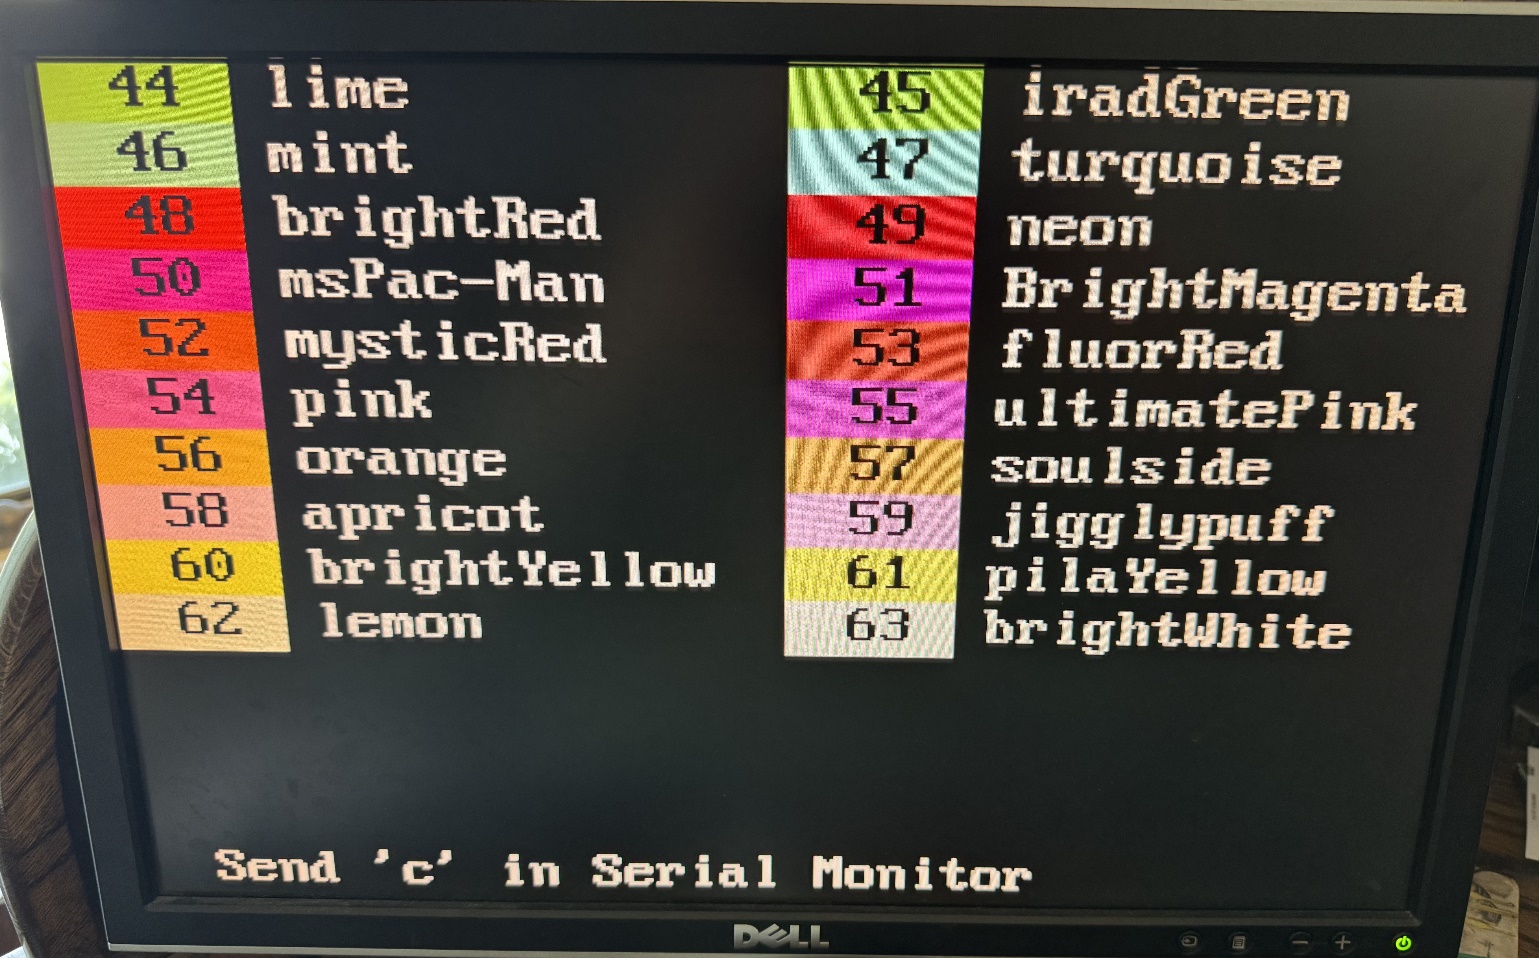 44 lime 45 iradGreen
46 mint 47 turquoise
48 brightRed 49 neon
50 msPac-Man 51 BrightMagenta
52 mysticRed 53 fluorRed
54 pink 55 ultimatePink
56 orange 57 soulside
58 apricot 59 jigglypuff
60 brightYellow 61 pilaYellow
62 lemon 63 brightWhite
Send 'c' in Serial Monitor
DELL